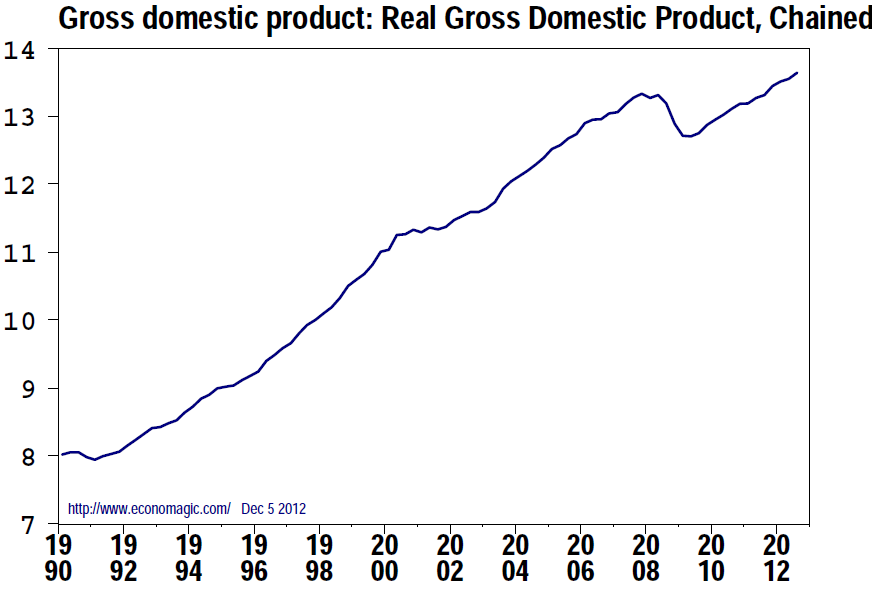 Gross domestic product: Real Gross Domestic Product, Chained
14
13
12
11
10
9
8
7
http://www.economagic.com/ Dec 5 2012
19 19 19 19 19 20 20 20 20 20 20 20
90 92 94 96 98 00 02 04 06 08 10 12